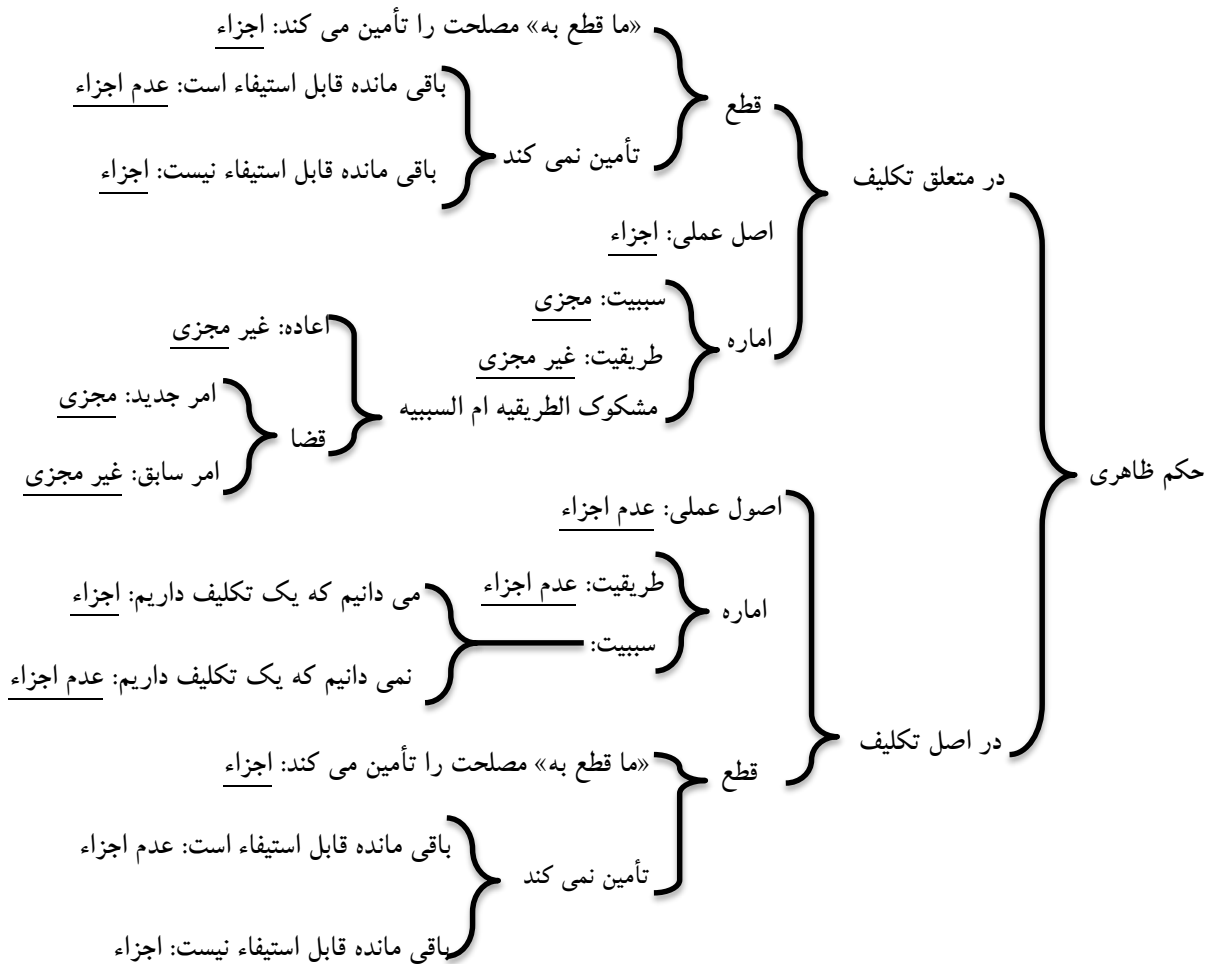 حکم ظاهری
در متعلق تکلیف
قطع
«ما قطع به» مصلحت را تأمین می کند: اجزاء
تأمین نمی کند
باقی مانده قابل استیفاء است: عدم اجزاء
باقی مانده قابل استیفاء نیست: اجزاء
اصل عملی: اجزاء
اماره
سببیت: مجزی
طریقیت: غیر مجزی
مشکوک الطریقیه ام السببیه
اعاده: غیر مجزی
قضا
امر جدید: مجزی
امر سابق: غیر مجزی
در اصل تکلیف
اصول عملی: عدم اجزاء
اماره
طریقیت: عدم اجزاء
سببیت:
می دانیم که یک تکلیف داریم: اجزاء
نمی دانیم که یک تکلیف داریم: عدم اجزاء
قطع
«ما قطع به» مصلحت را تأمین می کند: اجزاء
تأمین نمی کند
باقی مانده قابل استیفاء است: عدم اجزاء
باقی مانده قابل استیفاء نیست: اجزاء